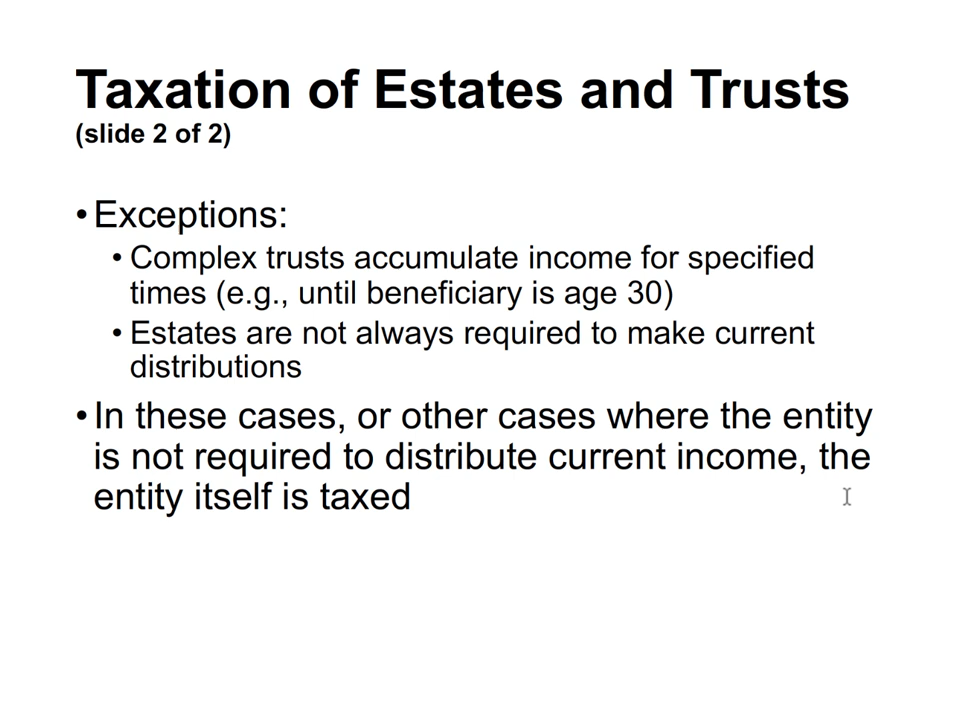 Taxation of Estates and Trusts
(slide 2 of 2)
• Exceptions:
• Complex trusts accumulate income for specified
times (e.g., until beneficiary is age 30)
• Estates are not always required to make current
distributions
• In these cases, or other cases where the entity
is not required to distribute current income, the
entity itself is taxed